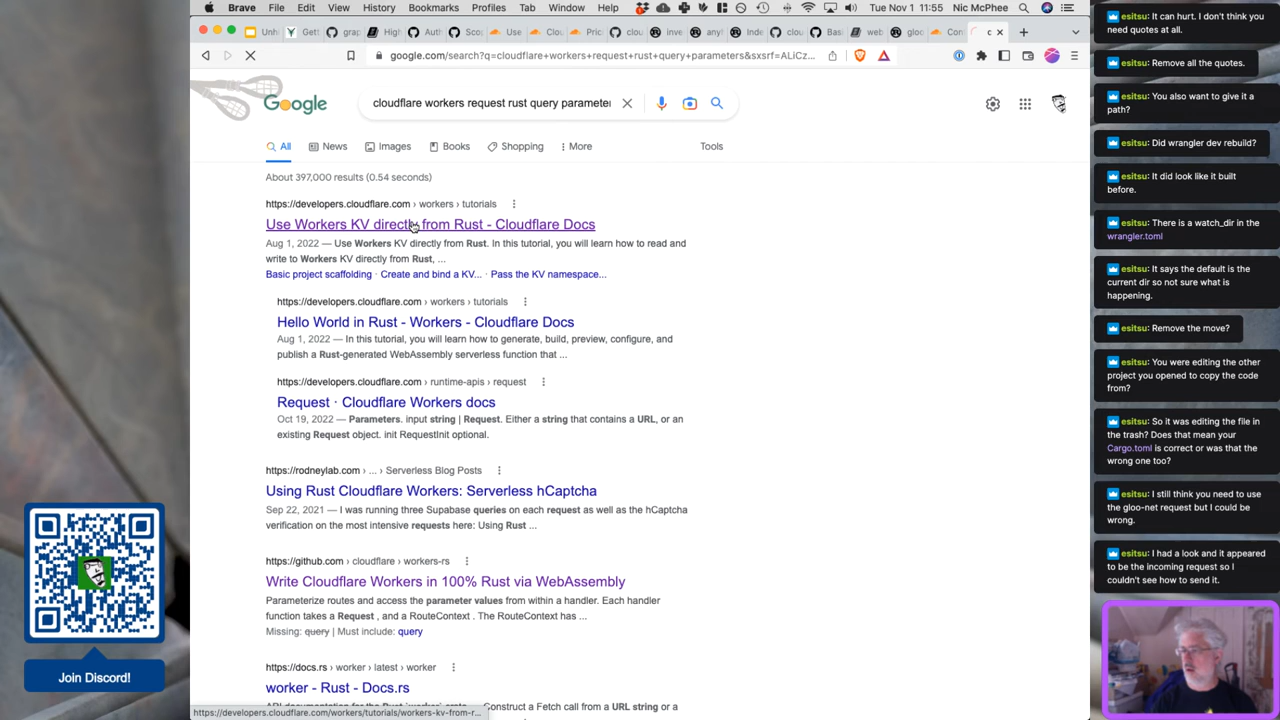 Brave File Edit View History Bookmarks Profiles Tab Window Help
Tue Nov 1 11:55 Nic McPhee
google.com/search?q=cloudflare+workers+request+rust+query+parameters&sxsrf=ALiCz...
Google
cloudflare workers request rust query parameter
All News Images Books Shopping More Tools
About 397,000 results (0.54 seconds)
https://developers.cloudflare.com › workers › tutorials
Use Workers KV directly from Rust - Cloudflare Docs
Aug 1, 2022 — Use Workers KV directly from Rust. In this tutorial, you will learn how to read and
write to Workers KV directly from Rust, ...
Basic project scaffolding · Create and bind a KV... · Pass the KV namespace...
https://developers.cloudflare.com › workers › tutorials
Hello World in Rust - Workers - Cloudflare Docs
Aug 1, 2022 — In this tutorial, you will learn how to generate, build, preview, configure, and
publish a Rust-generated WebAssembly serverless function that ...
https://developers.cloudflare.com › runtime-apis › request
Request · Cloudflare Workers docs
Oct 19, 2022 — Parameters. input string | Request. Either a string that contains a URL, or an
existing Request object. init RequestInit optional.
https://rodneylab.com › ... › Serverless Blog Posts
Using Rust Cloudflare Workers: Serverless hCaptcha
Sep 22, 2021 — I was running three Supabase queries on each request as well as the hCaptcha
verification on the most intensive requests here: Using Rust ...
https://github.com › cloudflare › workers-rs
Write Cloudflare Workers in 100% Rust via WebAssembly
Parameterize routes and access the parameter values from within a handler. Each handler
function takes a Request , and a RouteContext . The RouteContext has ...
Missing: query | Must include: query
https://docs.rs › worker › latest › worker
worker - Rust - Docs.rs
https://developers.cloudflare.com/workers/tutorials/workers-kv-from-r...
Join Discord!
esitsu: It can hurt. I don't think you
need quotes at all.
esitsu: Remove all the quotes.
esitsu: You also want to give it a
path?
esitsu: Did wrangler dev rebuild?
esitsu: It did look like it built
before.
esitsu: There is a watch_dir in the
wrangler.toml
esitsu: It says the default is the
current dir so not sure what is
happening.
esitsu: Remove the move?
esitsu: You were editing the other
project you opened to copy the code
from?
esitsu: So it was editing the file in
the trash? Does that mean your
Cargo.toml is correct or was that the
wrong one too?
esitsu: I still think you need to use
the gloo-net request but I could be
wrong.
esitsu: I had a look and it appeared
to be the incoming request so I
couldn't see how to send it.